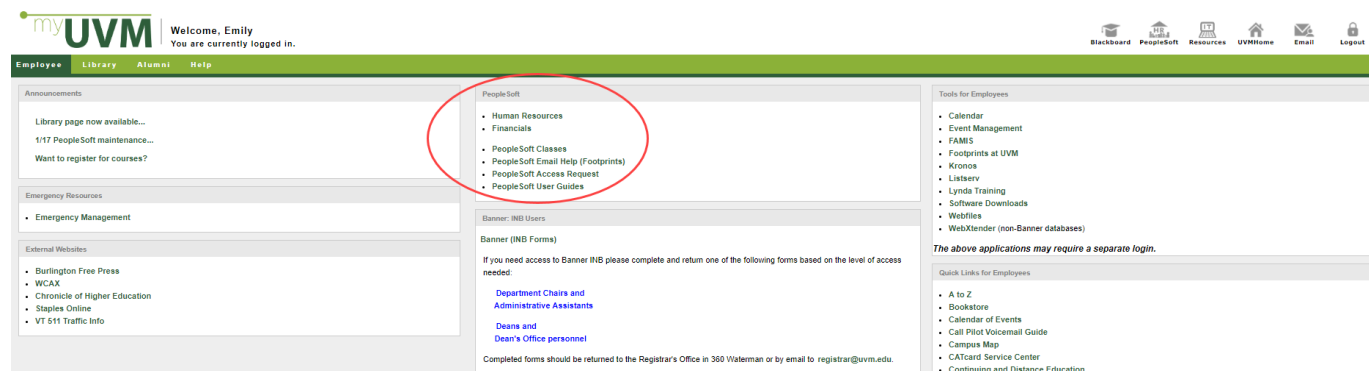 myUVM
Welcome, Emily
You are currently logged in.
Blackboard PeopleSoft Resources UVMHome Email Logout
HR
IT
Employee Library Alumni Help
Announcements
Library page now available...
1/17 PeopleSoft maintenance...
Want to register for courses?
Emergency Resources
• Emergency Management
External Websites
• Burlington Free Press
• WCAX
• Chronicle of Higher Education
• Staples Online
• VT 511 Traffic Info
PeopleSoft
• Human Resources
• Financials
• PeopleSoft Classes
• PeopleSoft Email Help (Footprints)
• PeopleSoft Access Request
• PeopleSoft User Guides
Banner: INB Users
Banner (INB Forms)
If you need access to Banner INB please complete and return one of the following forms based on the level of access
needed:
Department Chairs and
Administrative Assistants
Deans and
Dean's Office personnel
Completed forms should be returned to the Registrar's Office in 360 Waterman or by email to registrar@uvm.edu.
Tools for Employees
• Calendar
• Event Management
• FAMIS
• Footprints at UVM
• Kronos
• Listserv
• Lynda Training
• Software Downloads
• Webfiles
• WebXtender (non-Banner databases)
The above applications may require a separate login.
Quick Links for Employees
• A to Z
• Bookstore
• Calendar of Events
• Call Pilot Voicemail Guide
• Campus Map
• CATcard Service Center
• Continuing and Distance Education